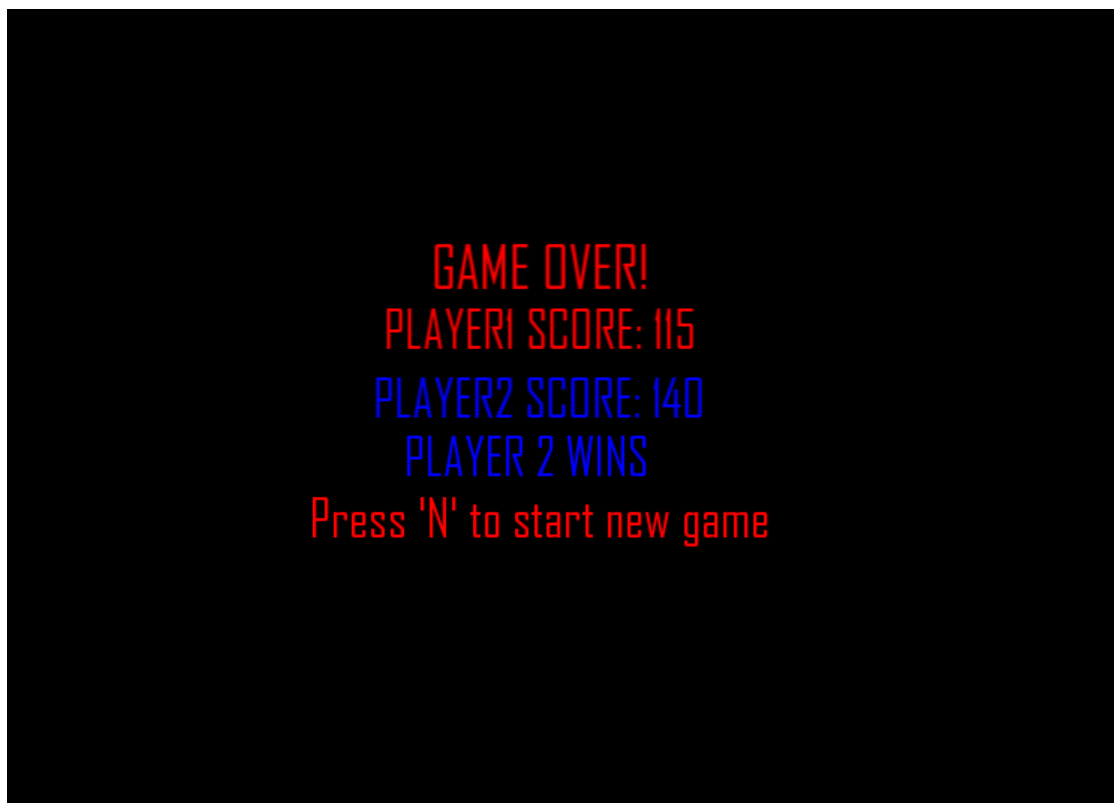 GAME OVER!
PLAYER1 SCORE: 115
PLAYER2 SCORE: 140
PLAYER 2 WINS
Press 'N' to start new game